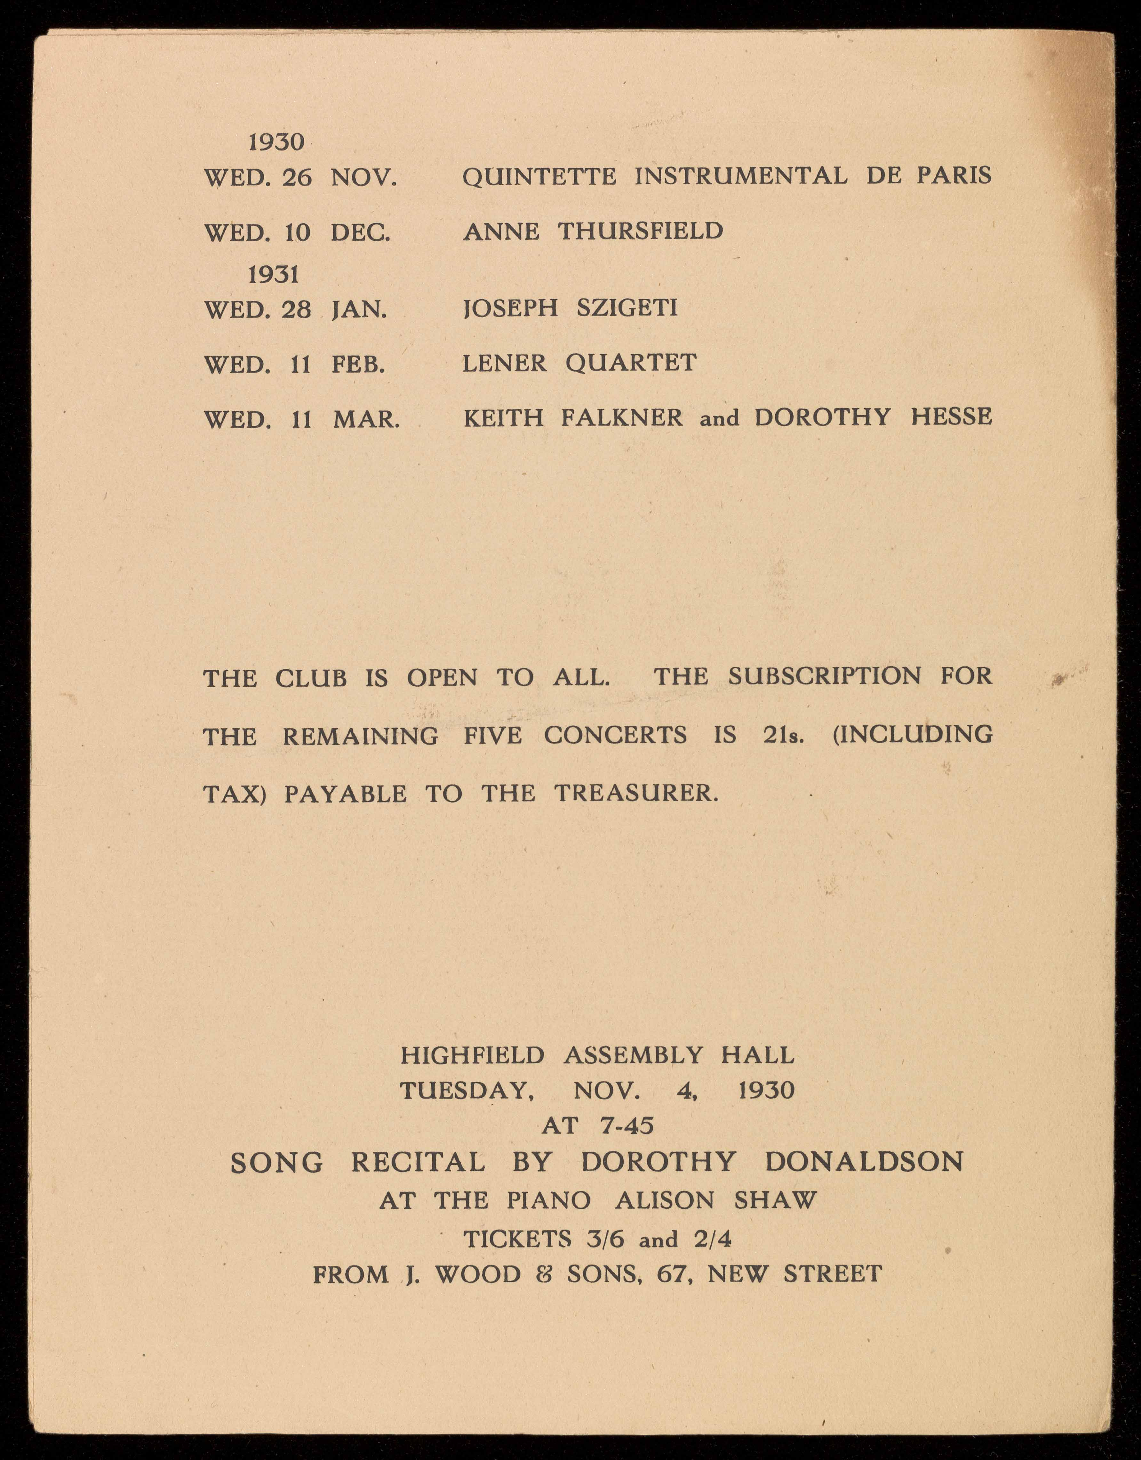 1930
WED. 26 NOV. QUINTETTE INSTRUMENTAL DE PARIS
WED. 10 DEC. ANNE THURSFIELD
1931
WED. 28 JAN. JOSEPH SZIGETI
WED. 11 FEB. LENER QUARTET
WED. 11 MAR. KEITH FALKNER and DOROTHY HESSE
THE CLUB IS OPEN TO ALL. THE SUBSCRIPTION FOR
THE REMAINING FIVE CONCERTS IS 21s. (INCLUDING
TAX) PAYABLE TO THE TREASURER.
HIGHFIELD ASSEMBLY HALL
TUESDAY, NOV. 4, 1930
AT 7-45
SONG RECITAL BY DOROTHY DONALDSON
AT THE PIANO ALISON SHAW
TICKETS 3/6 and 2/4
FROM J. WOOD & SONS, 67, NEW STREET